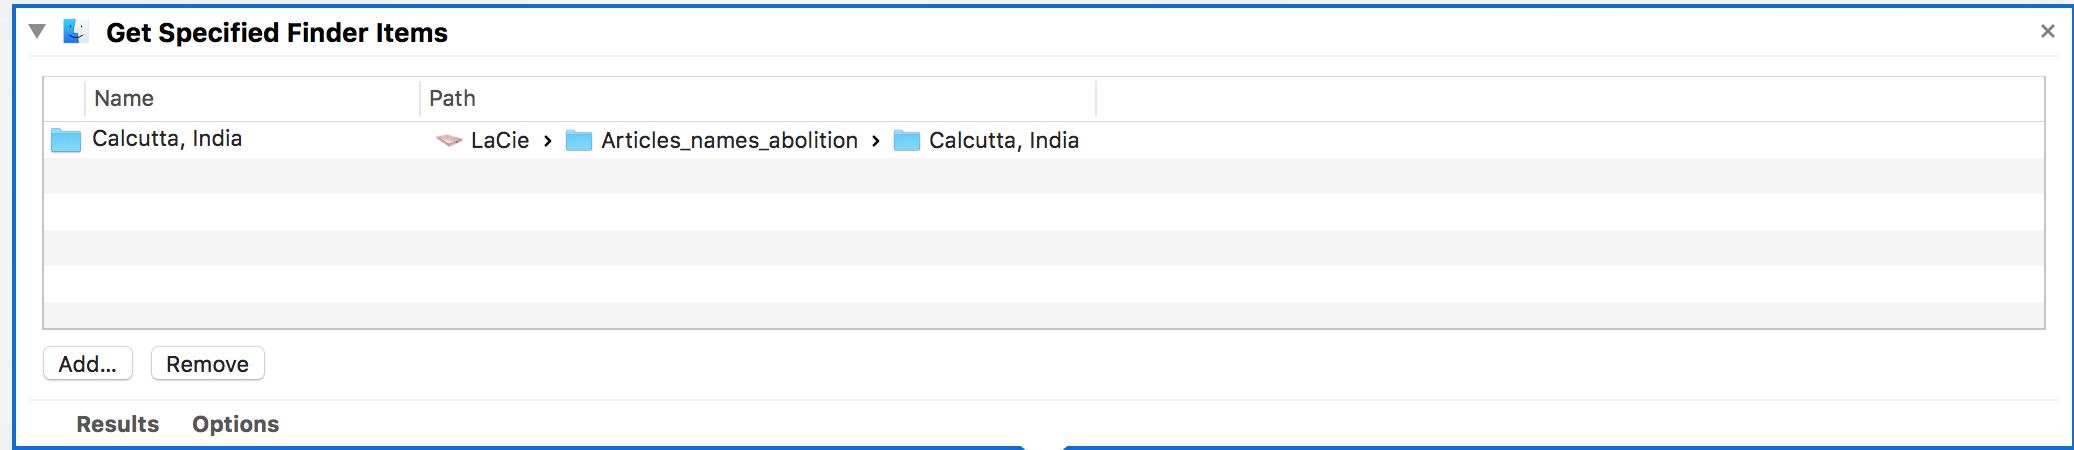 Get Specified Finder Items
Name Path
Calcutta, India LaCie › Articles_names_abolition › Calcutta, India
Add... Remove
Results Options